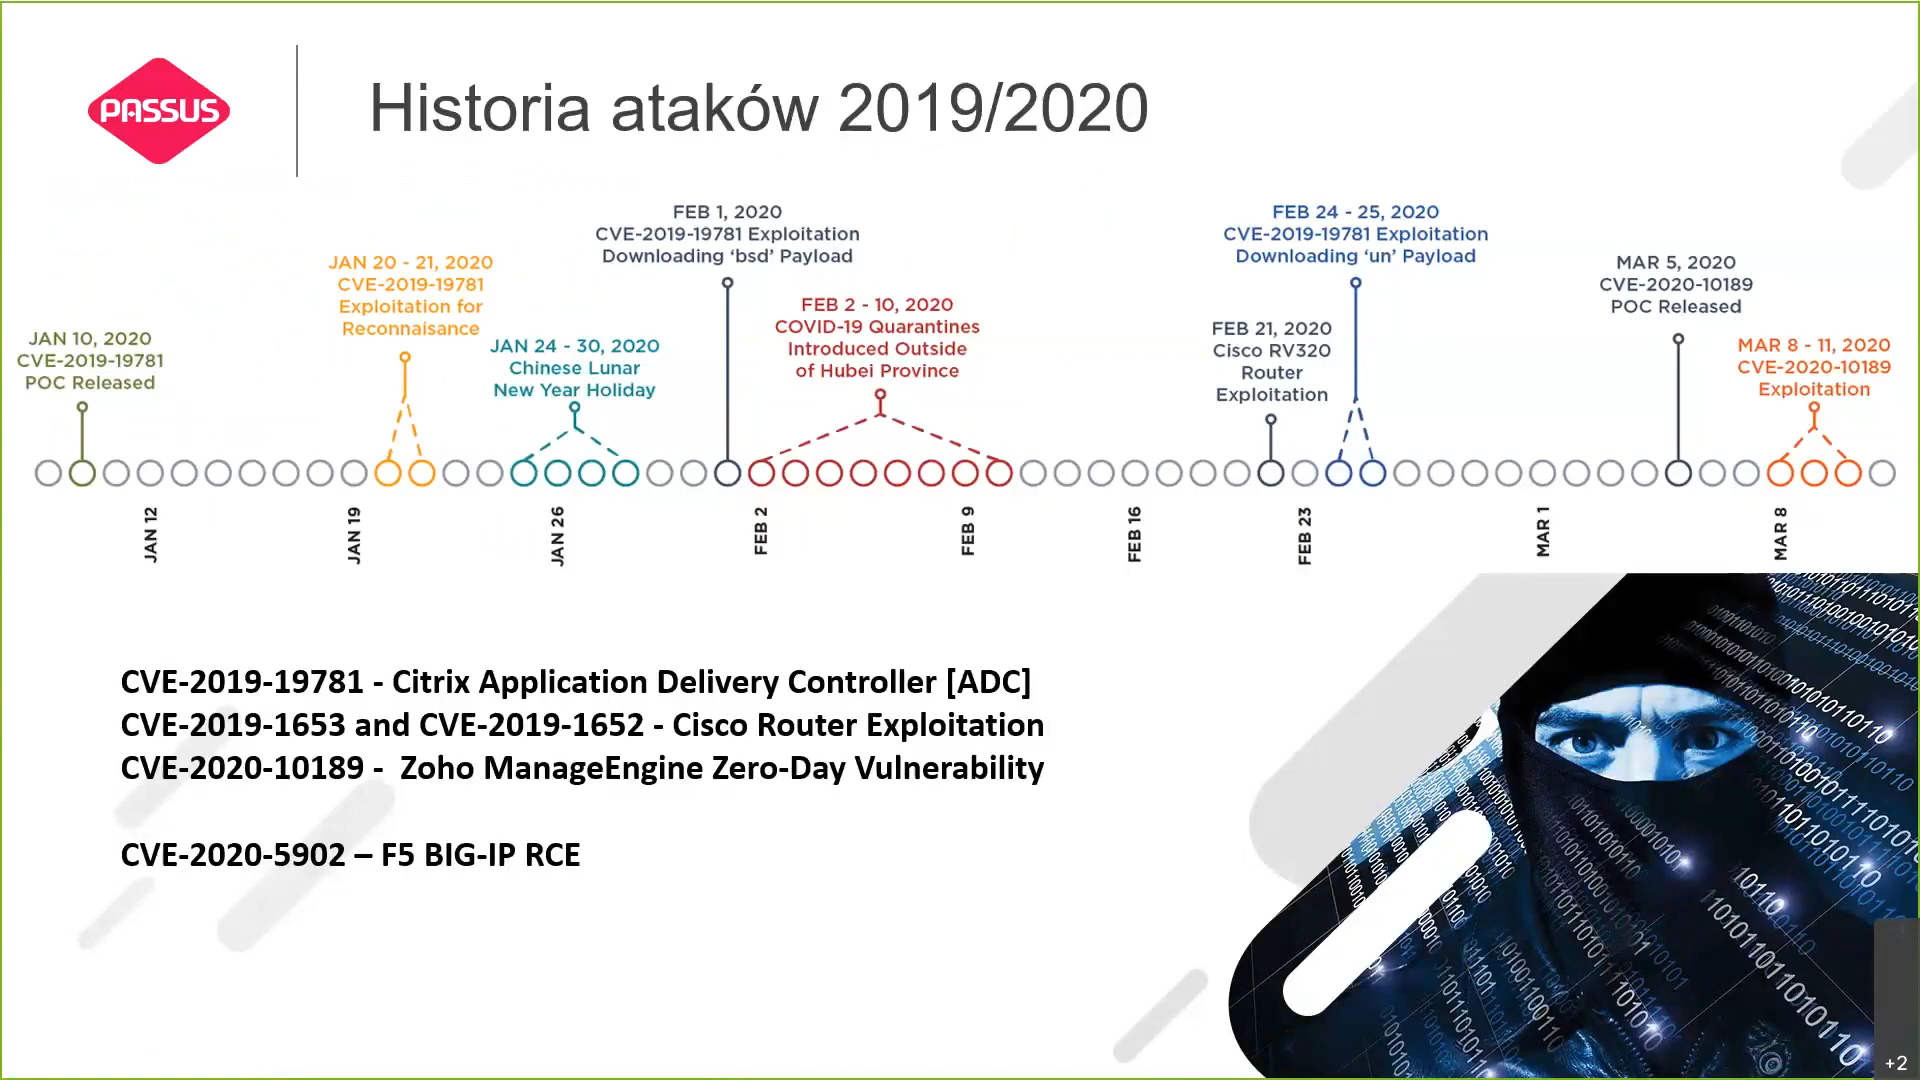 PASSUS
Historia ataków 2019/2020
JAN 10, 2020
CVE-2019-19781
POC Released
JAN 20 - 21, 2020
CVE-2019-19781
Exploitation for
Reconnaisance
JAN 24 - 30, 2020
Chinese Lunar
New Year Holiday
FEB 1, 2020
CVE-2019-19781 Exploitation
Downloading ‘bsd’ Payload
FEB 2 - 10, 2020
COVID-19 Quarantines
Introduced Outside
of Hubei Province
FEB 21, 2020
Cisco RV320
Router
Exploitation
FEB 24 - 25, 2020
CVE-2019-19781 Exploitation
Downloading ‘un’ Payload
MAR 5, 2020
CVE-2020-10189
POC Released
MAR 8 - 11, 2020
CVE-2020-10189
Exploitation
JAN 12
JAN 19
JAN 26
FEB 2
FEB 9
FEB 16
FEB 23
MAR 1
MAR 8
CVE-2019-19781 - Citrix Application Delivery Controller [ADC]
CVE-2019-1653 and CVE-2019-1652 - Cisco Router Exploitation
CVE-2020-10189 -  Zoho ManageEngine Zero-Day Vulnerability
CVE-2020-5902 – F5 BIG-IP RCE
+2